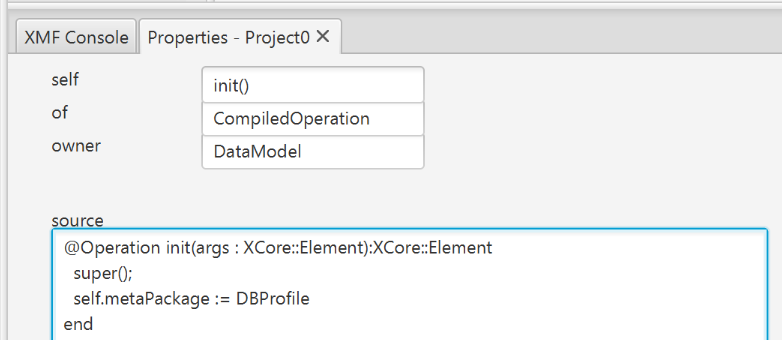 XMF Console
Properties - Project0
self
init()
of
CompiledOperation
owner
DataModel
source
@Operation init(args : XCore::Element):XCore::Element
  super();
  self.metaPackage := DBProfile
end